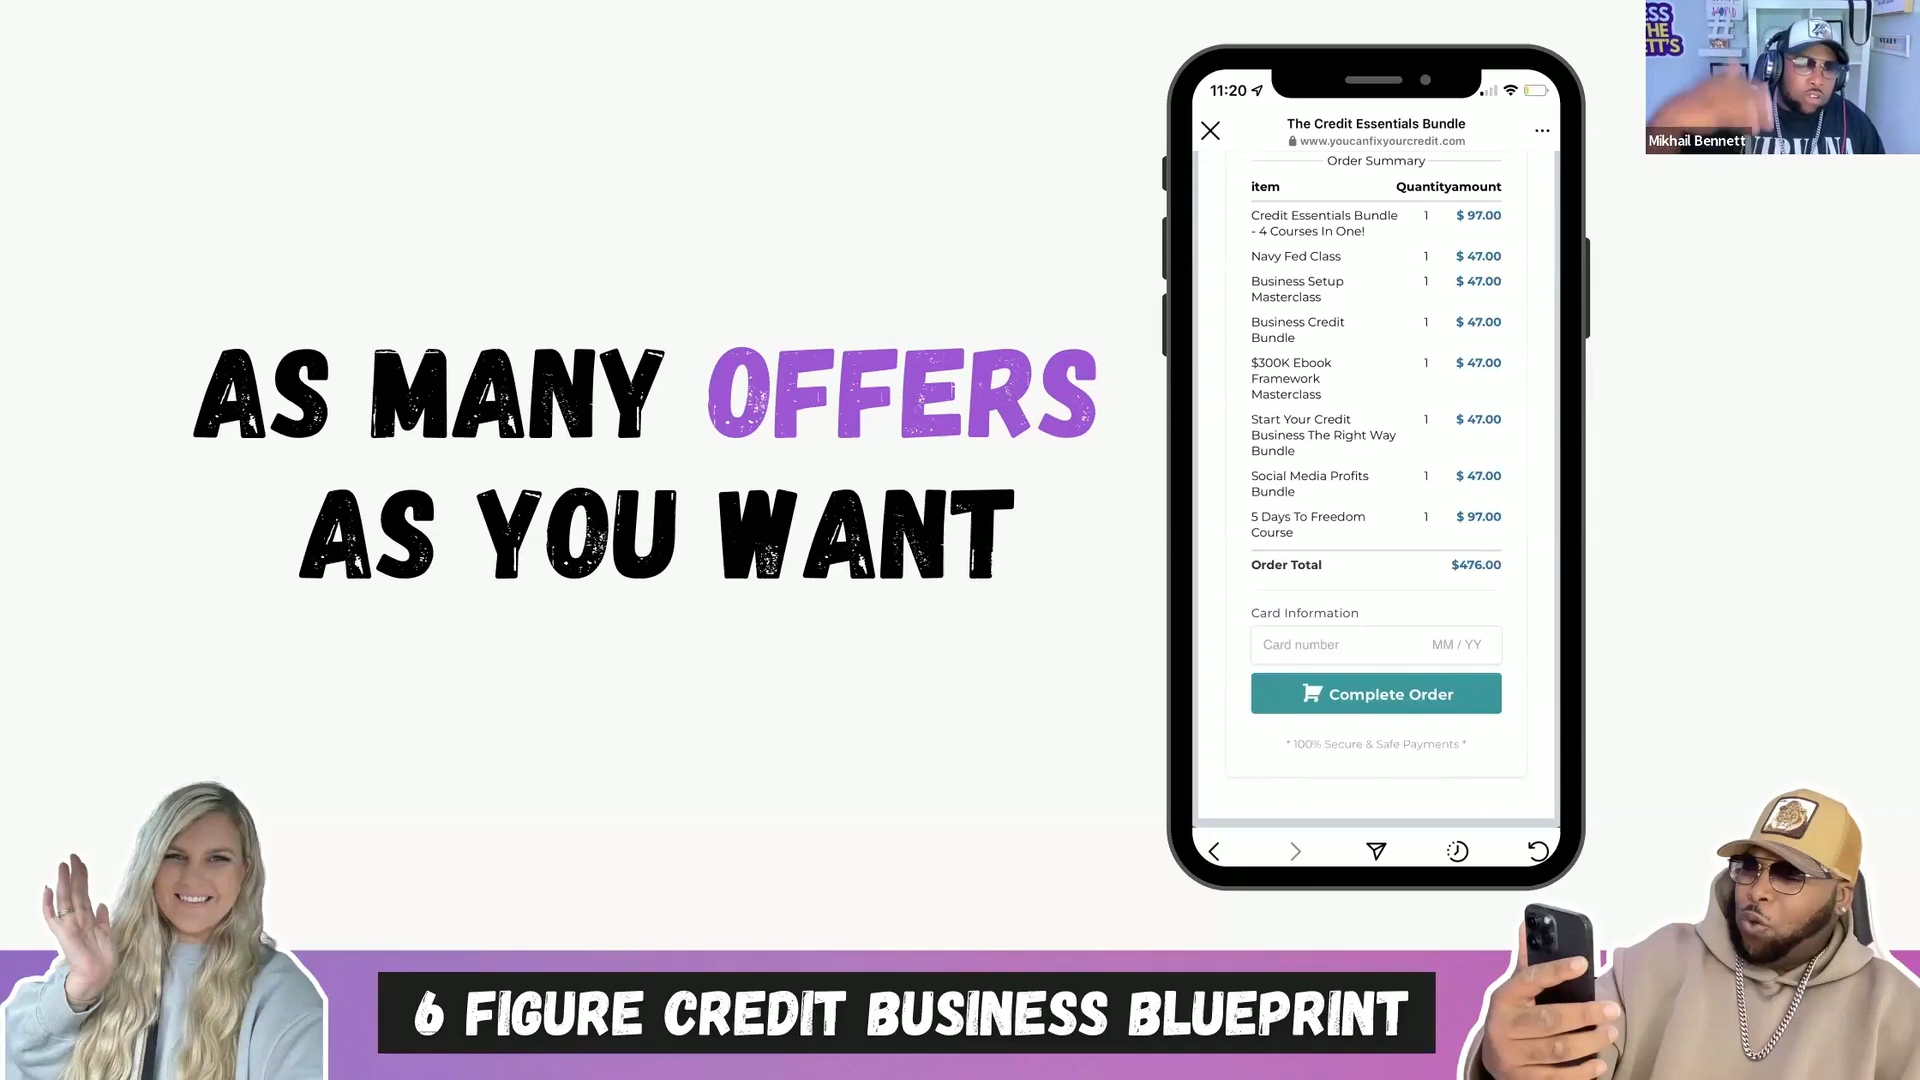 AS MANY OFFERS
AS YOU WANT
11:20
The Credit Essentials Bundle
www.youcanfixyourcredit.com
Order Summary
item Quantityamount
Credit Essentials Bundle 1 $ 97.00
- 4 Courses In One!
Navy Fed Class 1 $ 47.00
Business Setup 1 $ 47.00
Masterclass
Business Credit 1 $ 47.00
Bundle
$300K Ebook 1 $ 47.00
Framework
Masterclass
Start Your Credit 1 $ 47.00
Business The Right Way
Bundle
Social Media Profits 1 $ 47.00
Bundle
5 Days To Freedom 1 $ 97.00
Course
Order Total $476.00
Card Information
Card number MM / YY
Complete Order
* 100% Secure & Safe Payments *
Mikhail Bennett
6 FIGURE CREDIT BUSINESS BLUEPRINT